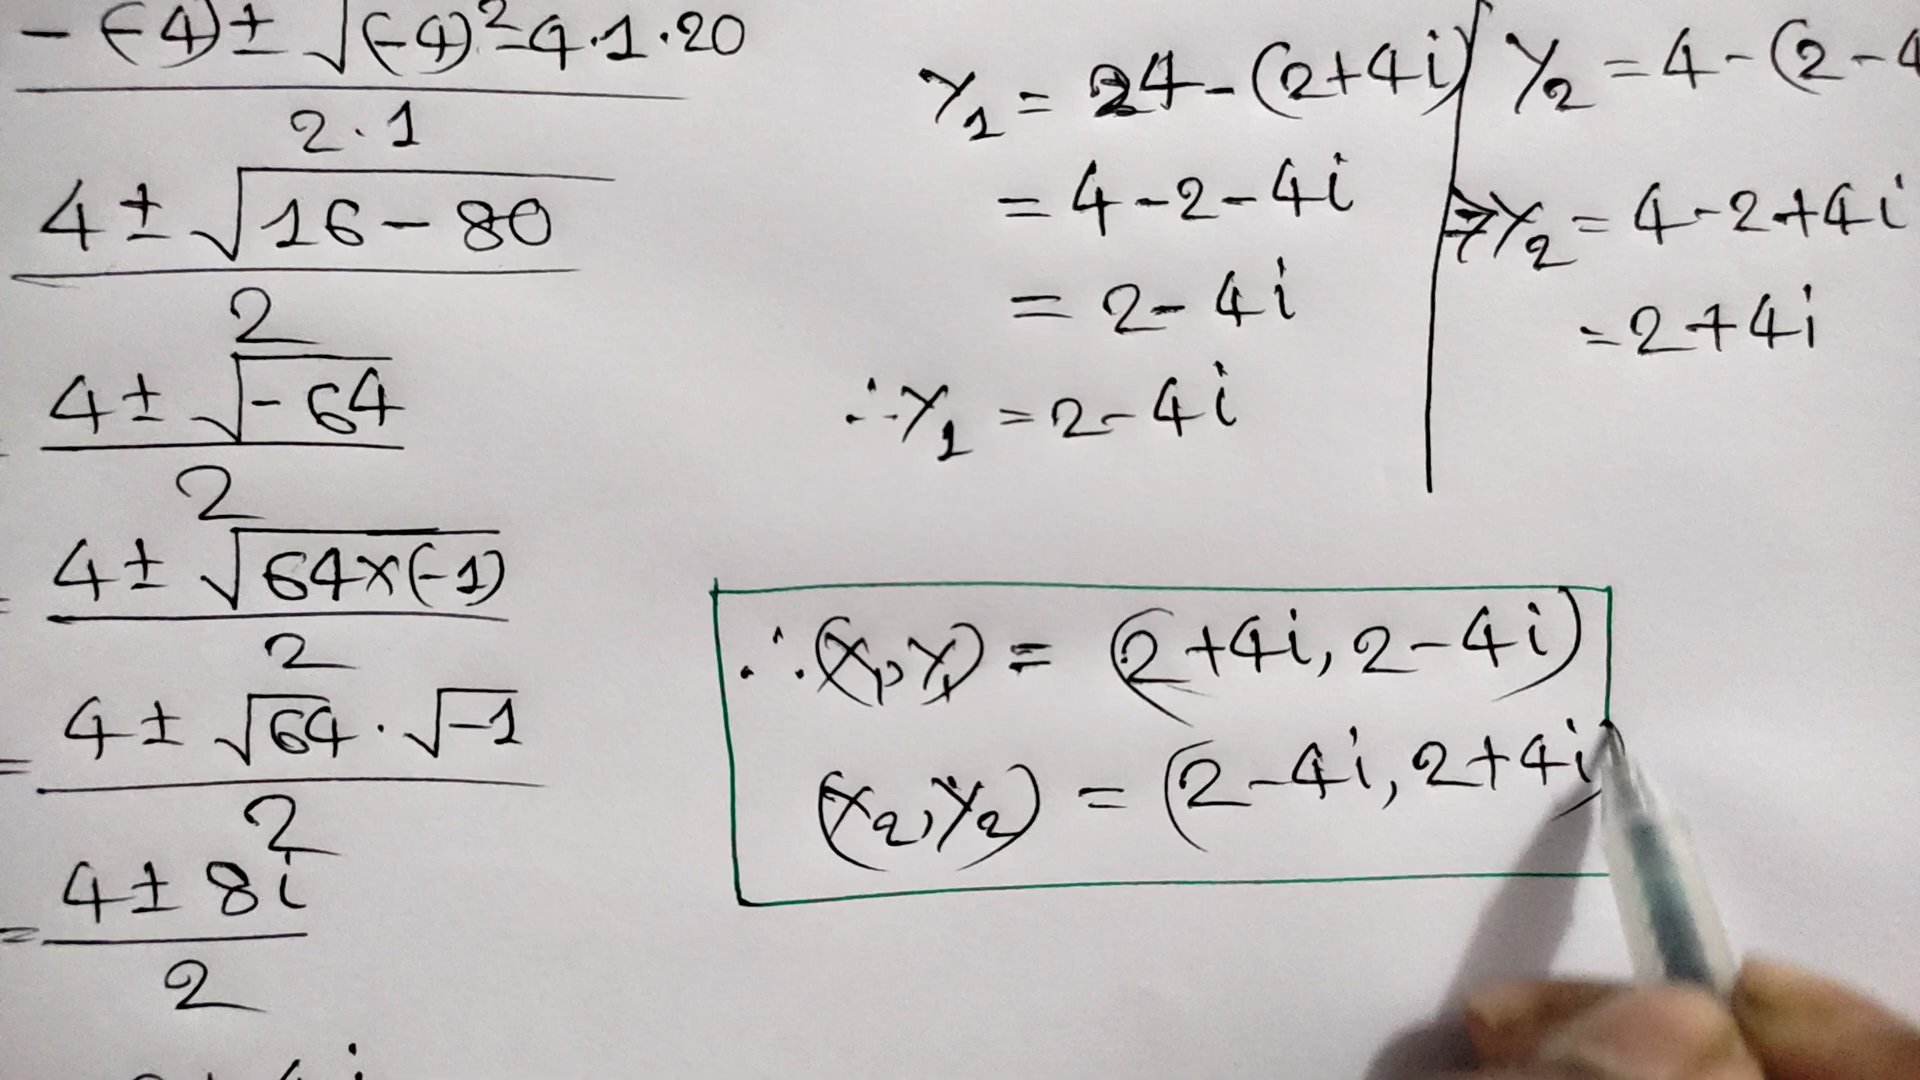 -(-4)±√(-4)²-4·1·20
2·1
4±√16-80
2
4±√-64
2
4±√64×(-1)
2
= 4±√64·√-1
2
= 4±8i
2
y₁ = 24-(2+4i)
= 4-2-4i
= 2-4i
∴y₁ = 2-4i
y₂ = 4-(2-4
⇒y₂ = 4-2+4i
= 2+4i
∴(x₁,y₁) = (2+4i, 2-4i)
(x₂,y₂) = (2-4i, 2+4i)